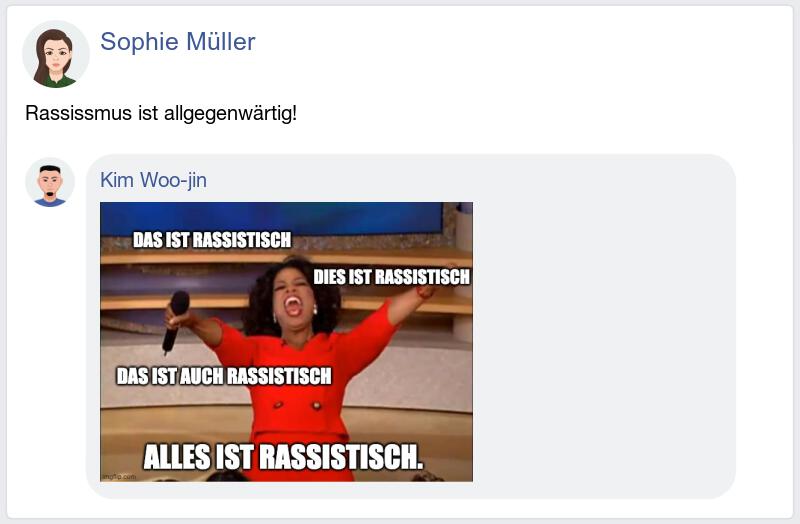 Sophie Müller
Rassissmus ist allgegenwärtig!
Kim Woo-jin
DAS IST RASSISTISCH
DIES IST RASSISTISCH
DAS IST AUCH RASSISTISCH
ALLES IST RASSISTISCH.
imgflip.com